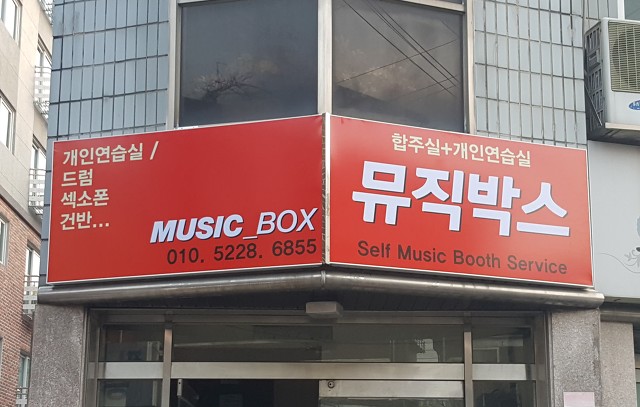 개인연습실 /
드럼
섹소폰
건반...
MUSIC_BOX
010. 5228. 6855
합주실+개인연습실
뮤직박스
Self Music Booth Service